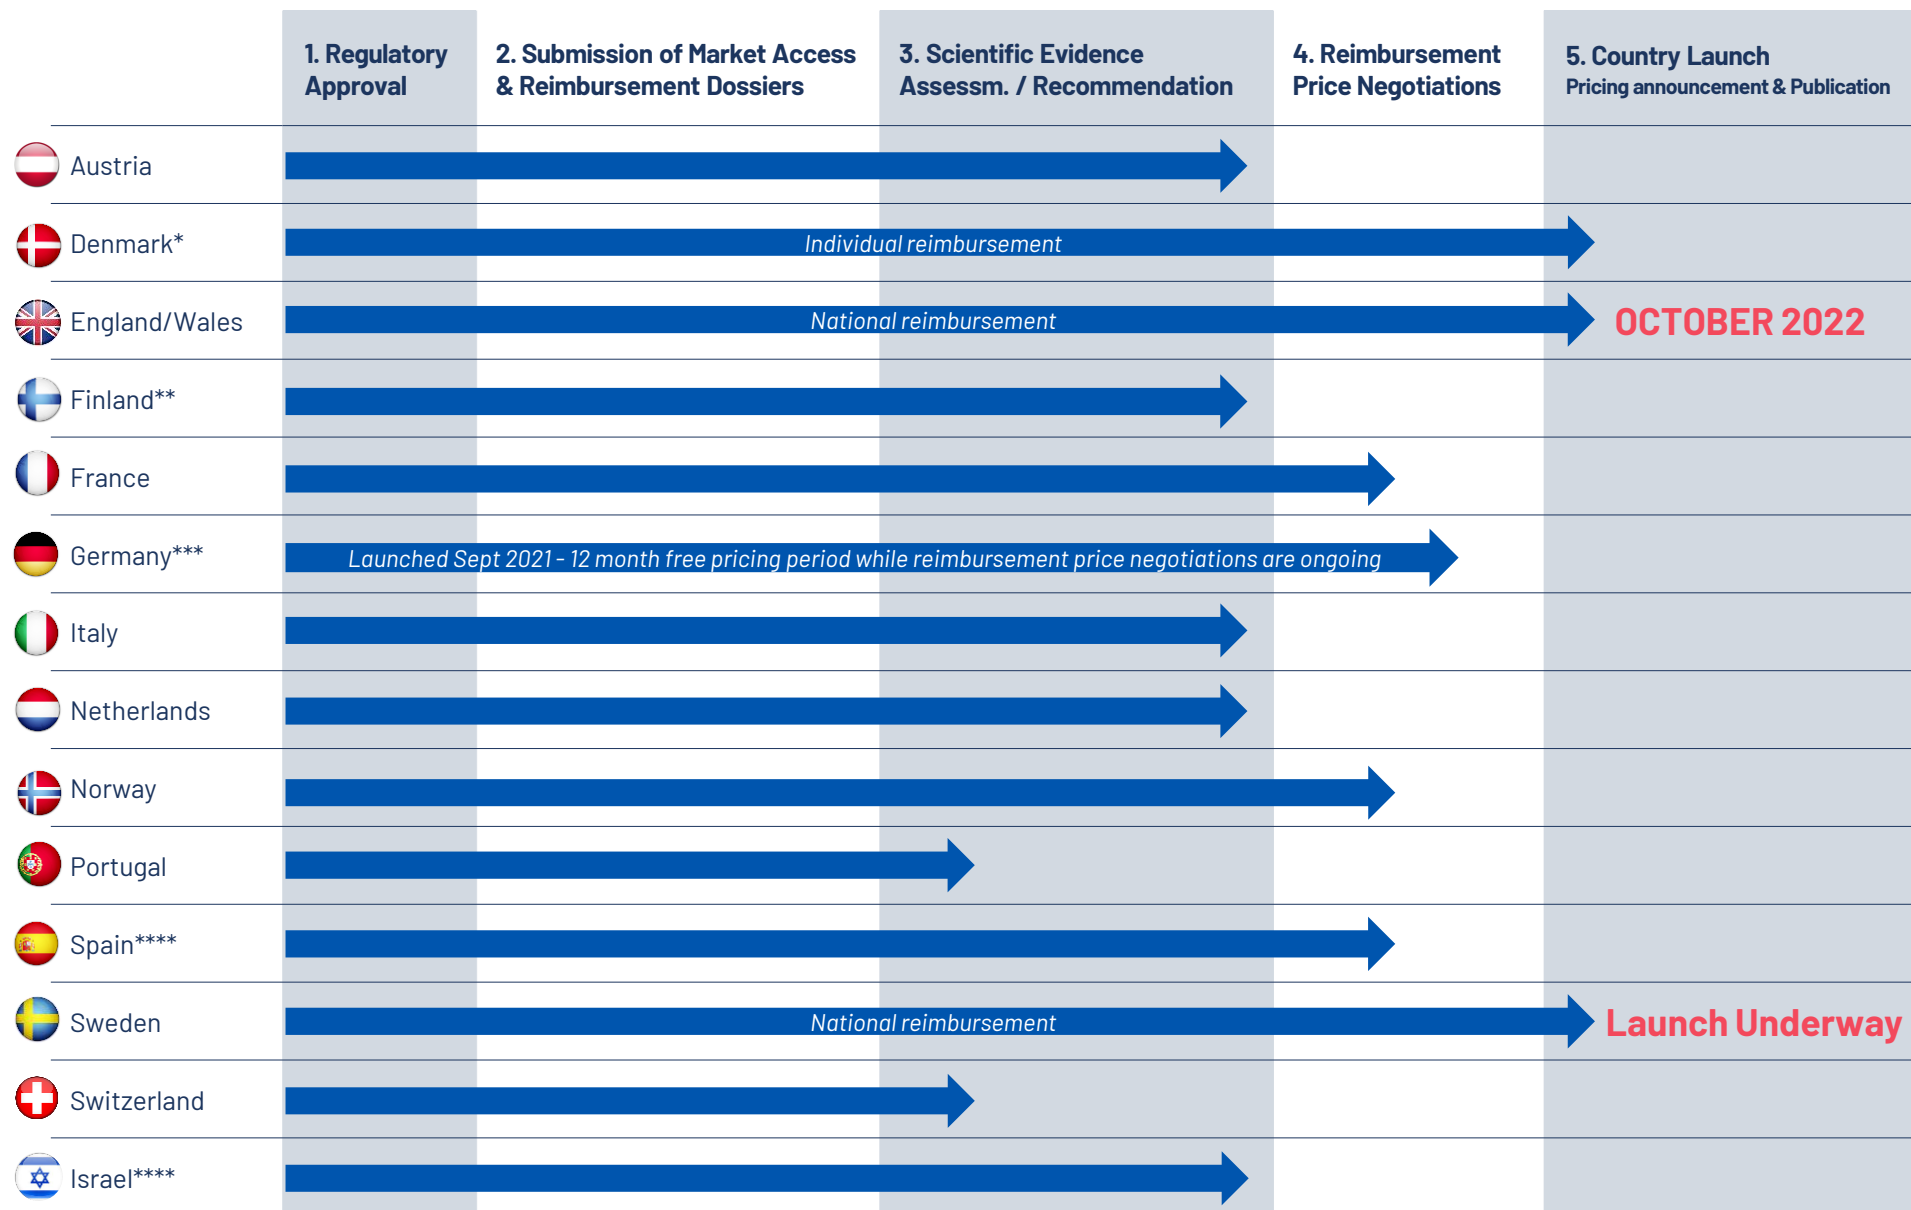 1. Regulatory
Approval
2. Submission of Market Access
& Reimbursement Dossiers
3. Scientific Evidence
Assessm. / Recommendation
4. Reimbursement
Price Negotiations
5. Country Launch
Pricing announcement & Publication
Austria
Denmark*
Individual reimbursement
England/Wales
National reimbursement
OCTOBER 2022
Finland**
France
Germany***
Launched Sept 2021 - 12 month free pricing period while reimbursement price negotiations are ongoing
Italy
Netherlands
Norway
Portugal
Spain****
Sweden
National reimbursement
Launch Underway
Switzerland
Israel****